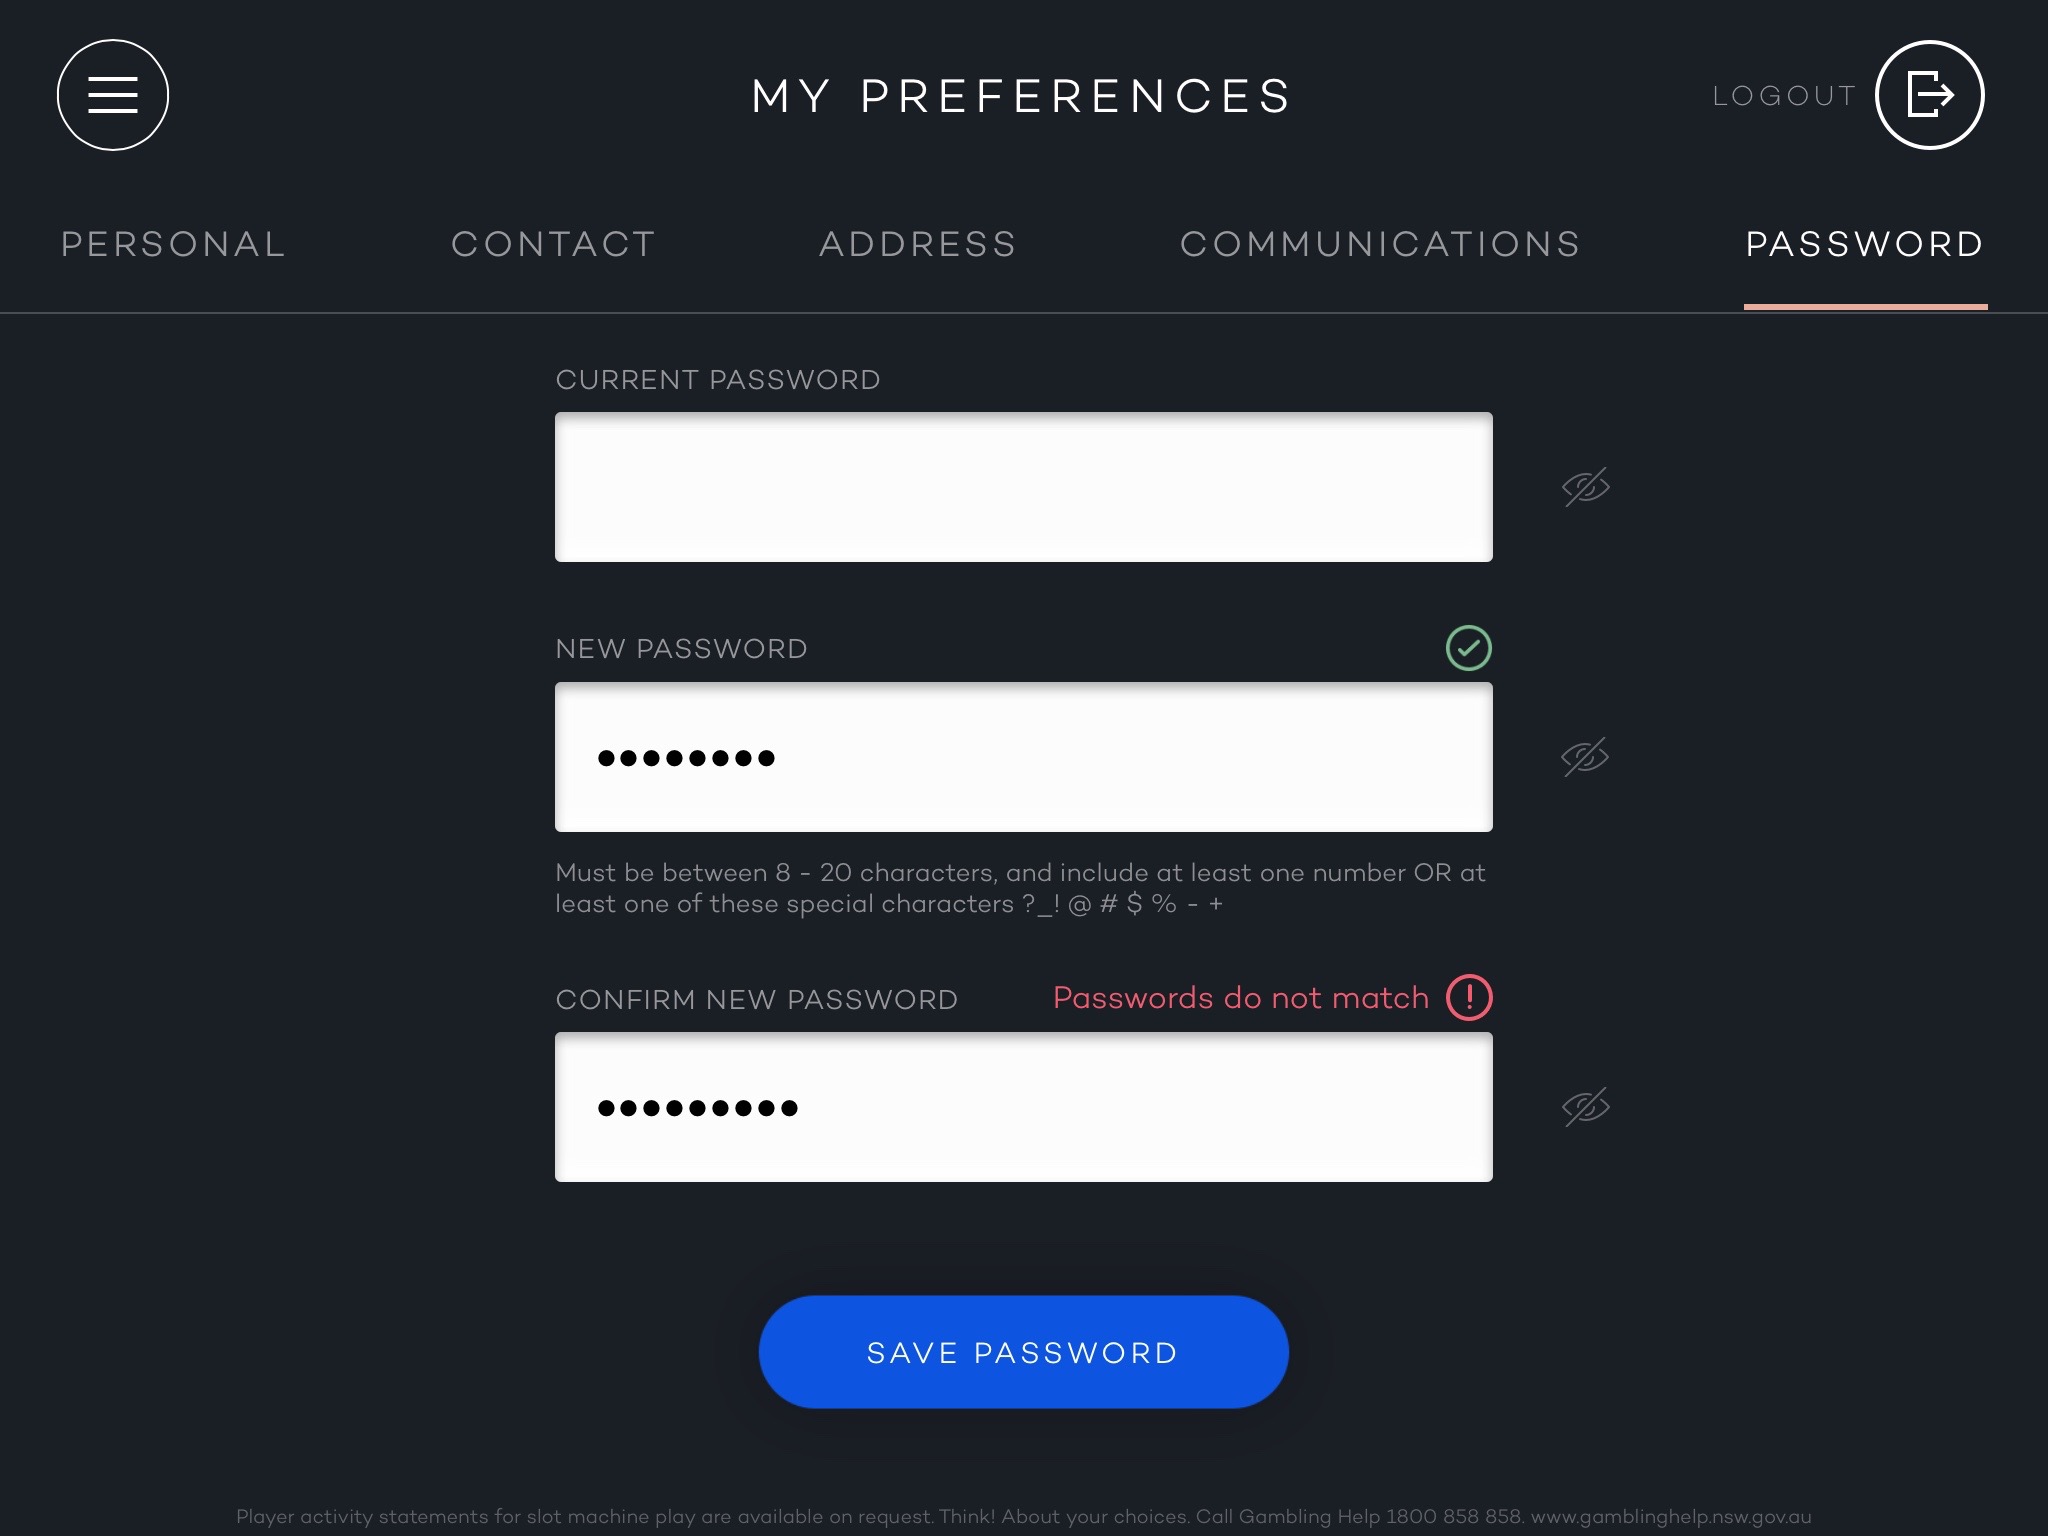 MY PREFERENCES
LOGOUT
PERSONAL
CONTACT
ADDRESS
COMMUNICATIONS
PASSWORD
CURRENT PASSWORD
NEW PASSWORD
Must be between 8 - 20 characters, and include at least one number OR at
least one of these special characters ?_! @ # $ % - +
CONFIRM NEW PASSWORD
Passwords do not match
SAVE PASSWORD
Player activity statements for slot machine play are available on request. Think! About your choices. Call Gambling Help 1800 858 858. www.gamblinghelp.nsw.gov.au